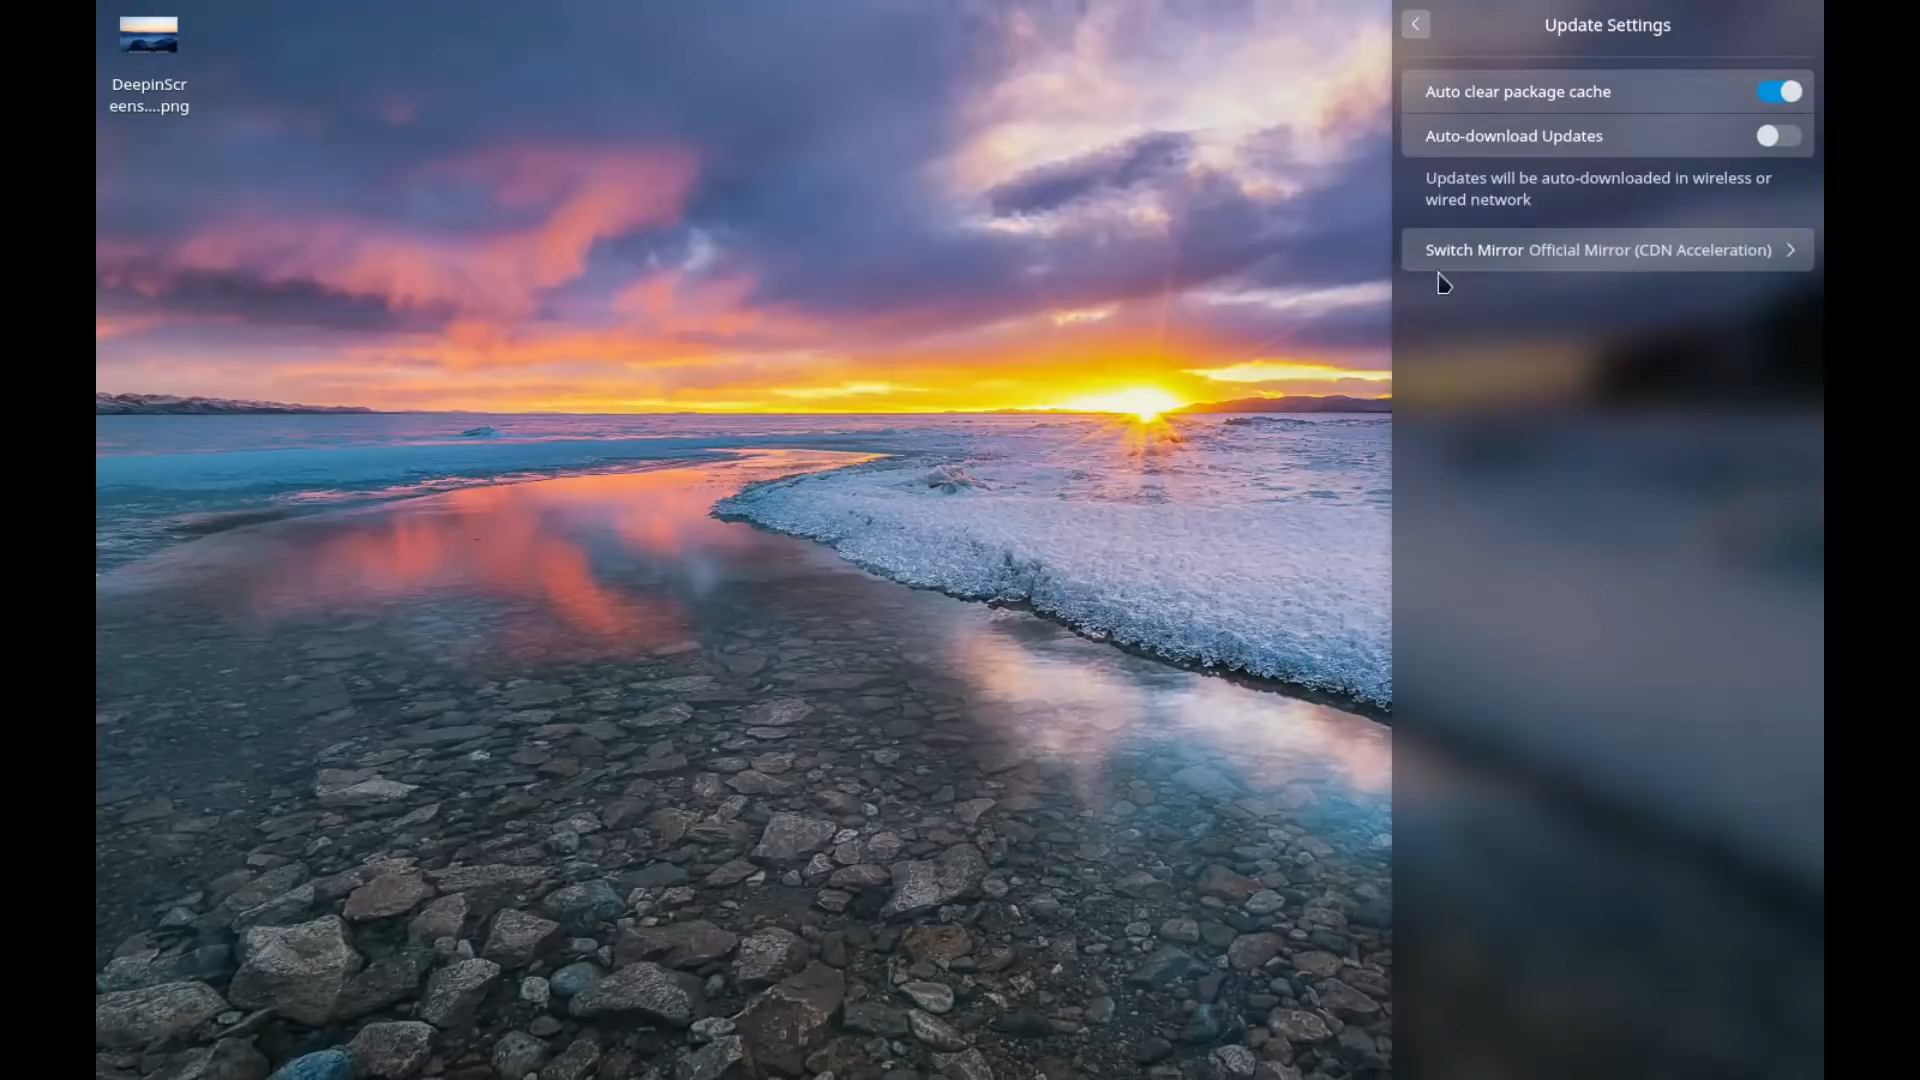 DeepinScr
eens....png
Update Settings
Auto clear package cache
Auto-download Updates
Updates will be auto-downloaded in wireless or
wired network
Switch Mirror Official Mirror (CDN Acceleration)